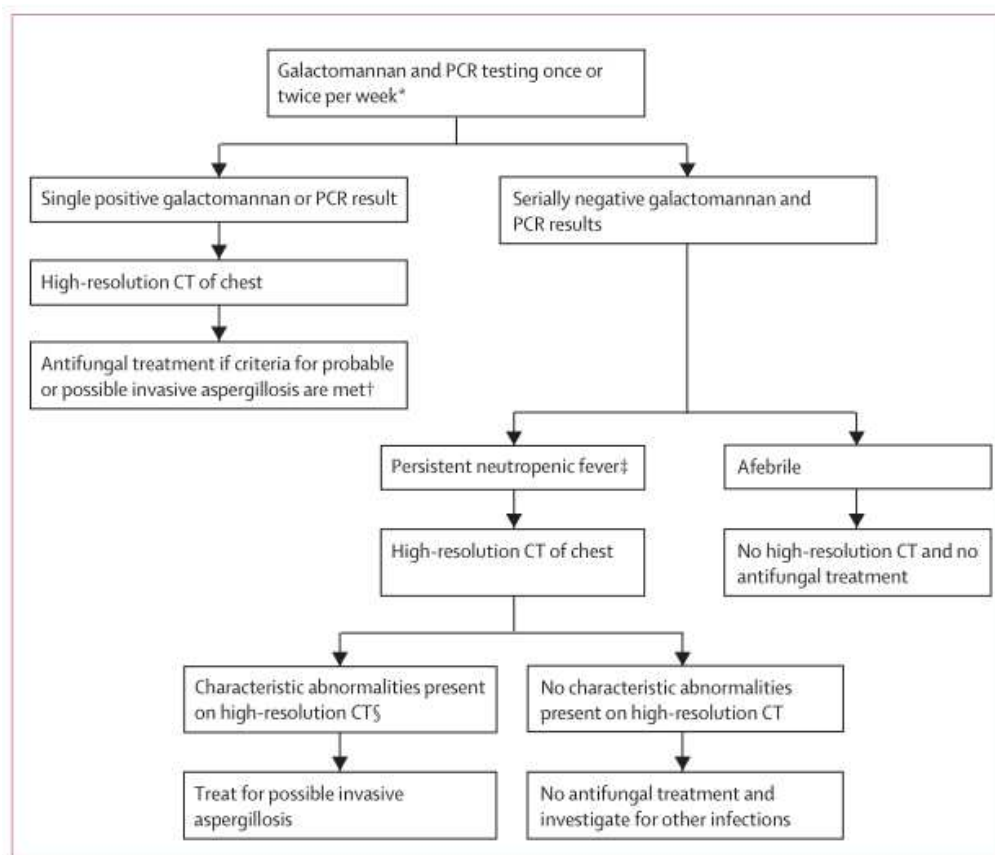 Galactomannan and PCR testing once or
twice per week*
Single positive galactomannan or PCR result
Serially negative galactomannan and
PCR results
High-resolution CT of chest
Antifungal treatment if criteria for probable
or possible invasive aspergillosis are met†
Persistent neutropenic fever‡
Afebrile
High-resolution CT of chest
No high-resolution CT and no
antifungal treatment
Characteristic abnormalities present
on high-resolution CT§
No characteristic abnormalities
present on high-resolution CT
Treat for possible invasive
aspergillosis
No antifungal treatment and
investigate for other infections